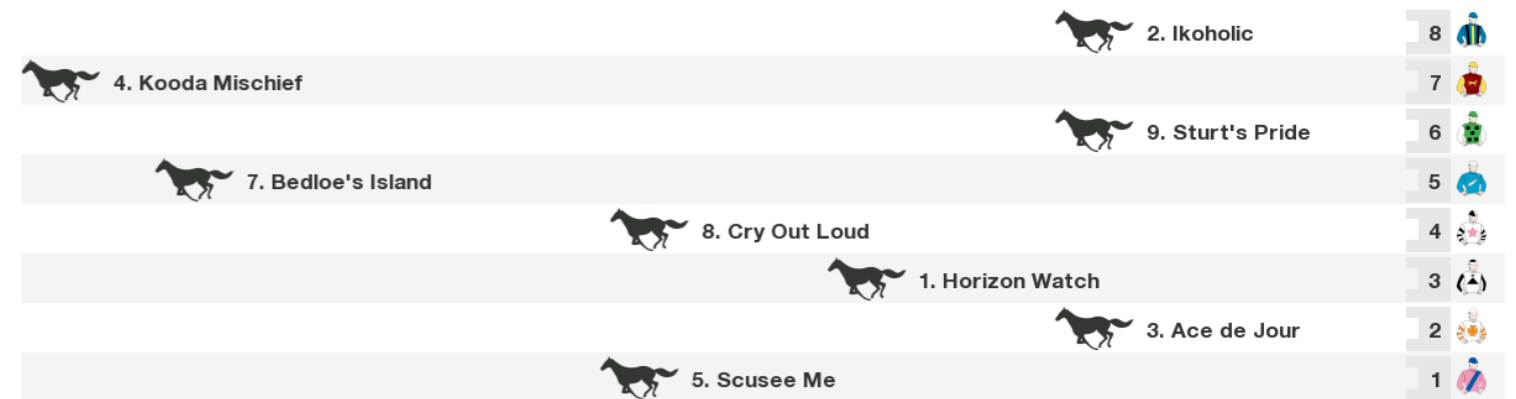 2. Ikoholic 8
4. Kooda Mischief 7
9. Sturt's Pride 6
7. Bedloe's Island 5
8. Cry Out Loud 4
1. Horizon Watch 3
3. Ace de Jour 2
5. Scusee Me 1